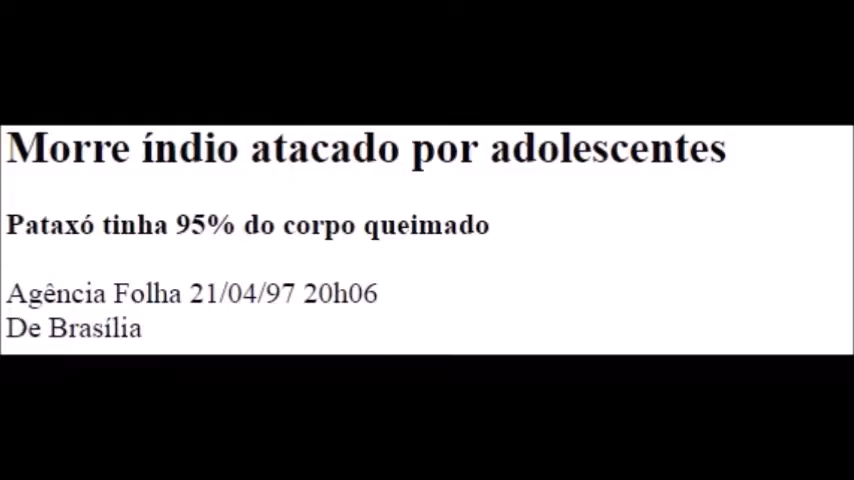 Morre índio atacado por adolescentes
Pataxó tinha 95% do corpo queimado
Agência Folha 21/04/97 20h06
De Brasília